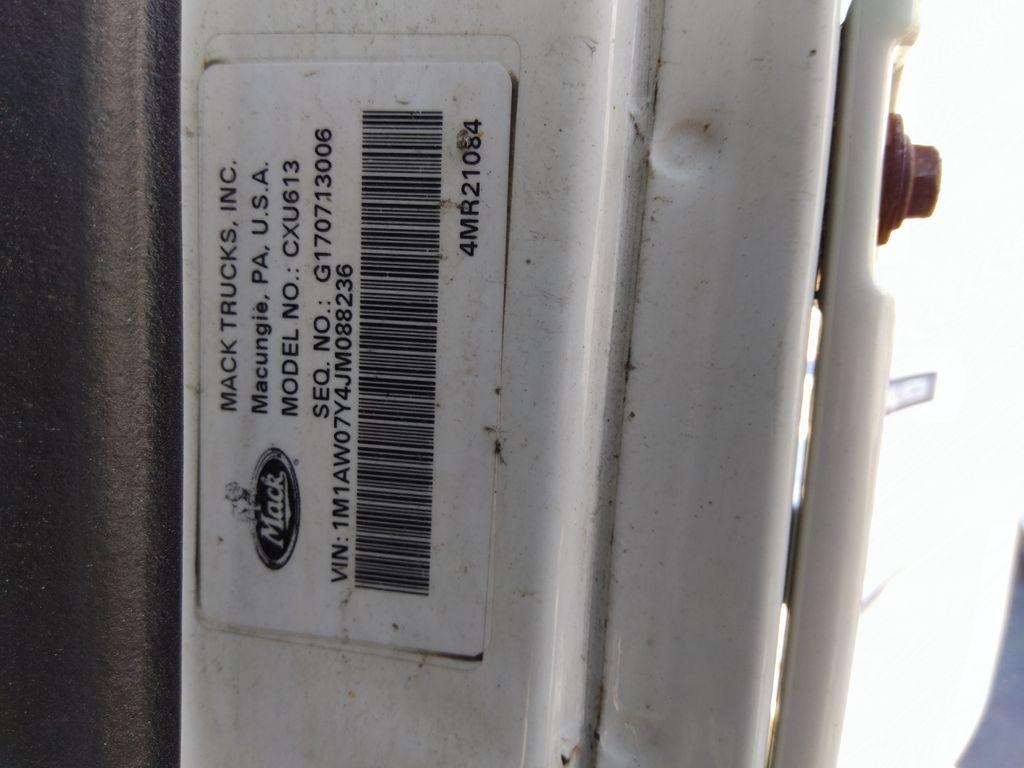 MACK TRUCKS, INC.
Macungie, PA, U.S.A.
MODEL NO.: CXU613
SEQ. NO.: G170713006
Mack®
VIN: 1M1AW07Y4JM088236
4MR21084